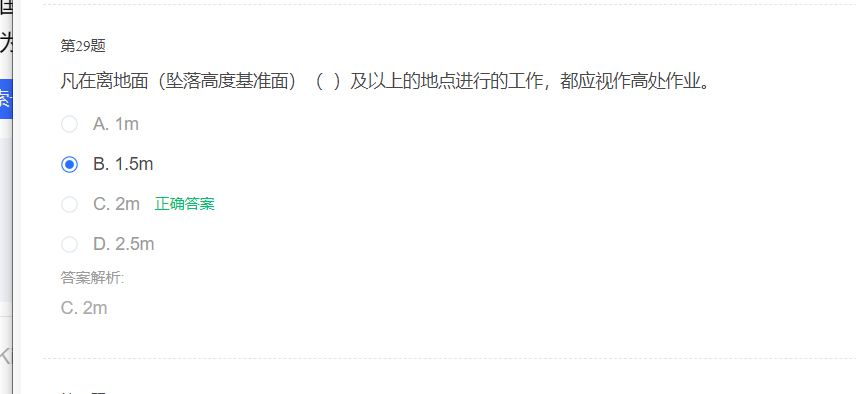 第29题
凡在离地面（坠落高度基准面）（ ）及以上的地点进行的工作，都应视作高处作业。
A. 1m
B. 1.5m
C. 2m 正确答案
D. 2.5m
答案解析:
C. 2m